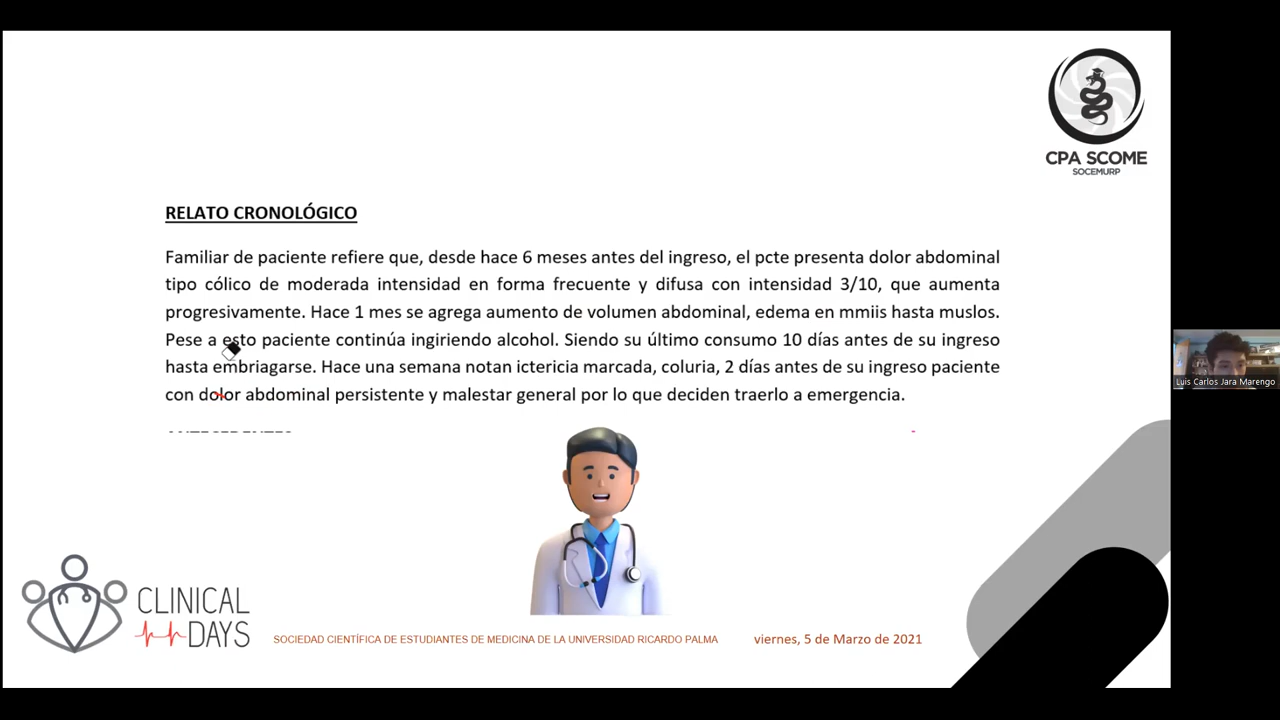 CPA SCOME
SOCEMURP
RELATO CRONOLÓGICO
Familiar de paciente refiere que, desde hace 6 meses antes del ingreso, el pcte presenta dolor abdominal
tipo cólico de moderada intensidad en forma frecuente y difusa con intensidad 3/10, que aumenta
progresivamente. Hace 1 mes se agrega aumento de volumen abdominal, edema en mmiis hasta muslos.
Pese a esto paciente continúa ingiriendo alcohol. Siendo su último consumo 10 días antes de su ingreso
hasta embriagarse. Hace una semana notan ictericia marcada, coluria, 2 días antes de su ingreso paciente
con dolor abdominal persistente y malestar general por lo que deciden traerlo a emergencia.
Luis Carlos Jara Marengo
CLINICAL
DAYS
SOCIEDAD CIENTÍFICA DE ESTUDIANTES DE MEDICINA DE LA UNIVERSIDAD RICARDO PALMA
viernes, 5 de Marzo de 2021